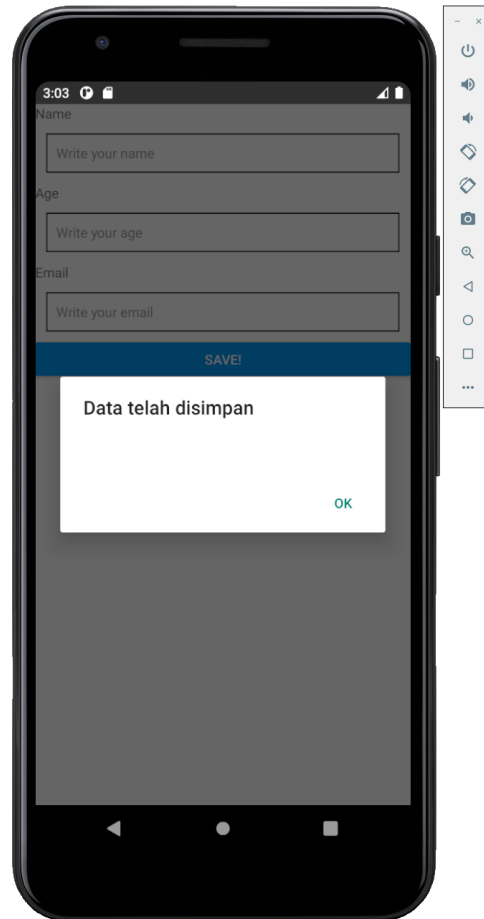 3:03
Name
Write your name
Age
Write your age
Email
Write your email
SAVE!
Data telah disimpan
OK